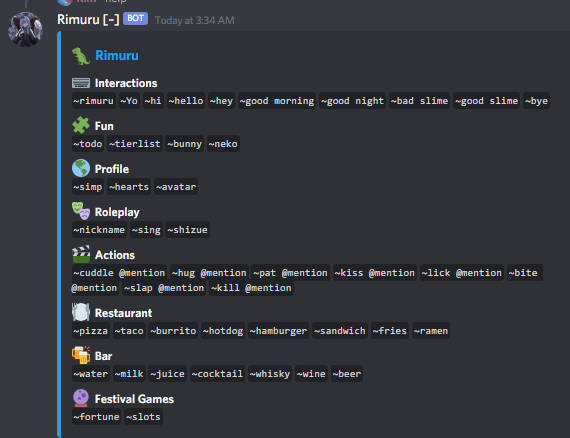 Rimuru [~] BOT Today at 3:34 AM
Rimuru
Interactions
~rimuru ~Yo ~hi ~hello ~hey ~good morning ~good night ~bad slime ~good slime ~bye
Fun
~todo ~tierlist ~bunny ~neko
Profile
~simp ~hearts ~avatar
Roleplay
~nickname ~sing ~shizue
Actions
~cuddle @mention ~hug @mention ~pat @mention ~kiss @mention ~lick @mention ~bite
@mention ~slap @mention ~kill @mention
Restaurant
~pizza ~taco ~burrito ~hotdog ~hamburger ~sandwich ~fries ~ramen
Bar
~water ~milk ~juice ~cocktail ~whisky ~wine ~beer
Festival Games
~fortune ~slots